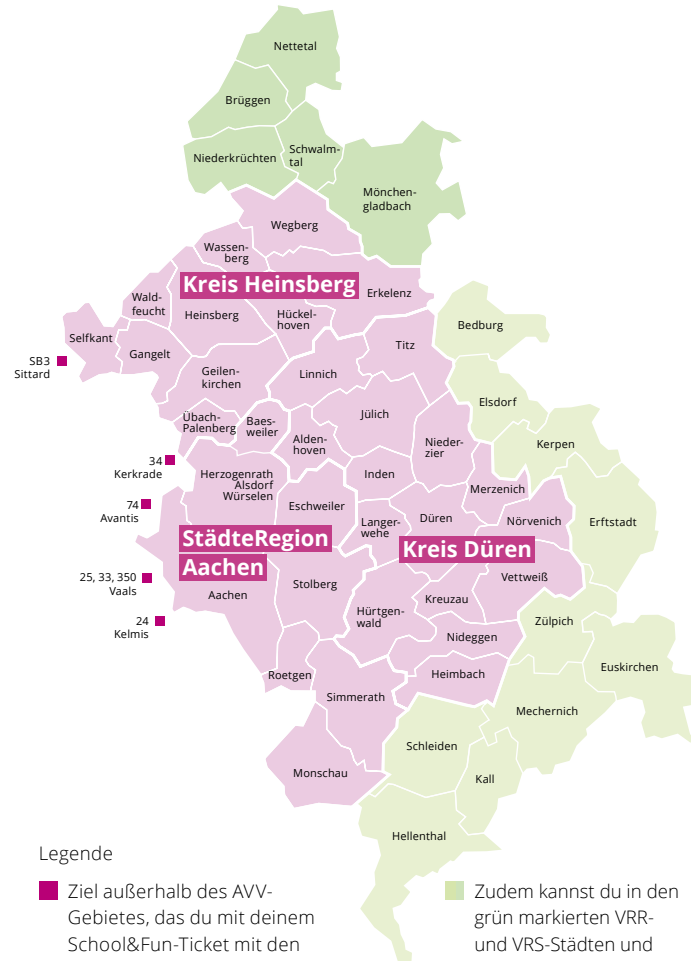 Nettetal
Brüggen
Schwalm-
tal
Niederkrüchten
Mönchen-
gladbach
Wegberg
Wassen-
berg
Kreis Heinsberg
Erkelenz
Wald-
feucht
Heinsberg
Hückel-
hoven
Selfkant
Gangelt
Bedburg
Titz
SB3
Sittard
Geilen-
kirchen
Linnich
Elsdorf
Übach-
Palenberg
Baes-
weiler
Jülich
Alden-
hoven
Nieder-
zier
Kerpen
34
Kerkrade
Herzogenrath
Alsdorf
Würselen
Inden
Merzenich
74
Avantis
Eschweiler
Langer-
wehe
Düren
Nörvenich
Erftstadt
StädteRegion
Aachen
Kreis Düren
25, 33, 350
Vaals
Aachen
Stolberg
Vettweiß
Kreuzau
Hürtgen-
wald
24
Kelmis
Zülpich
Nideggen
Euskirchen
Roetgen
Heimbach
Simmerath
Mechernich
Schleiden
Monschau
Kall
Hellenthal
Legende
Ziel außerhalb des AVV-
Gebietes, das du mit deinem
School&Fun-Ticket mit den
Zudem kannst du in den
grün markierten VRR-
und VRS-Städten und